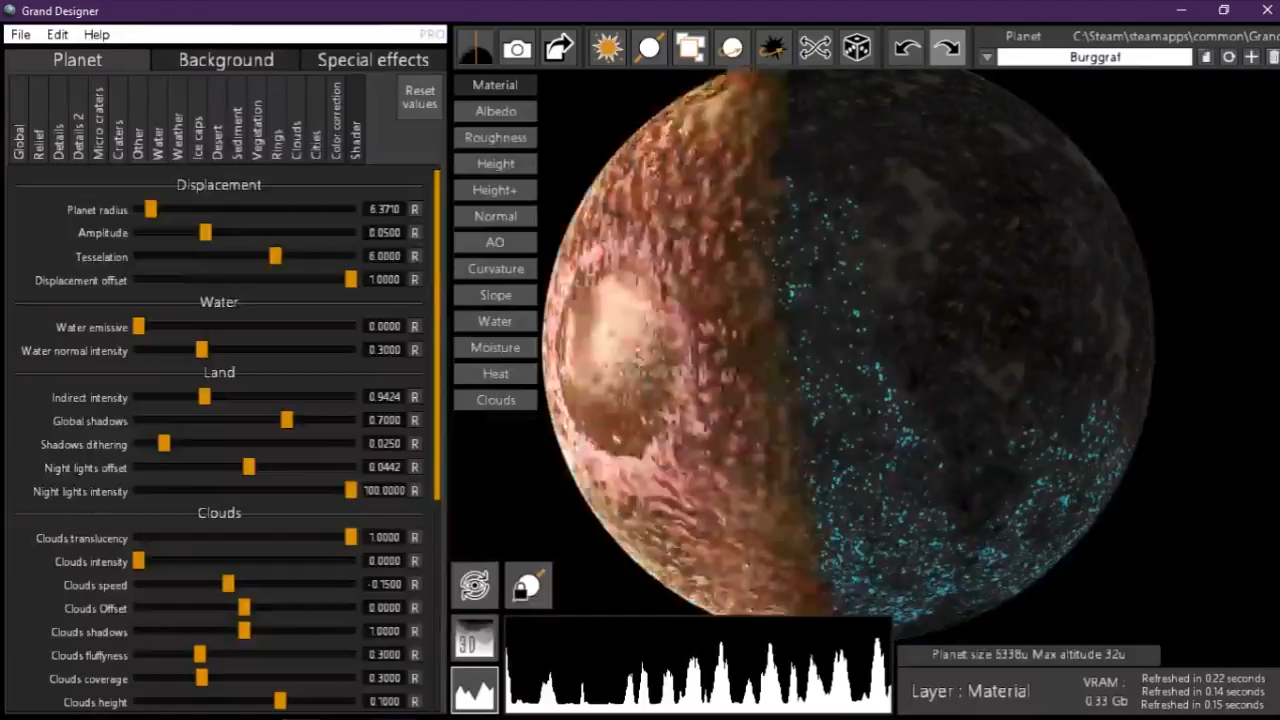 Grand Designer
File Edit Help PRO
Planet Background Special effects
Global
Relief
Details
Details 2
Micro craters
Craters
Other
Water
Weather
Ice caps
Desert
Sediment
Vegetation
Rings
Clouds
Cities
Color correction
Shader
Reset
values
Displacement
Planet radius 6.3710 R
Amplitude 0.0500 R
Tesselation 6.0000 R
Displacement offset 1.0000 R
Water
Water emissive 0.0000 R
Water normal intensity 0.3000 R
Land
Indirect intensity 0.9424 R
Global shadows 0.7000 R
Shadows dithering 0.0250 R
Night lights offset 0.0442 R
Night lights intensity 100.0000 R
Clouds
Clouds translucency 1.0000 R
Clouds intensity 0.0000 R
Clouds speed -0.1500 R
Clouds Offset 0.0000 R
Clouds shadows 1.0000 R
Clouds fluffyness 0.3000 R
Clouds coverage 0.3000 R
Clouds height 0.1000 R
Material
Albedo
Roughness
Height
Height+
Normal
AO
Curvature
Slope
Water
Moisture
Heat
Clouds
3D
Planet C:\Steam\steamapps\common\Grand
Burggraf
Planet size 5338u Max altitude 32u
Layer : Material
VRAM :
0.33 Gb
Refreshed in 0.22 seconds
Refreshed in 0.14 seconds
Refreshed in 0.15 seconds